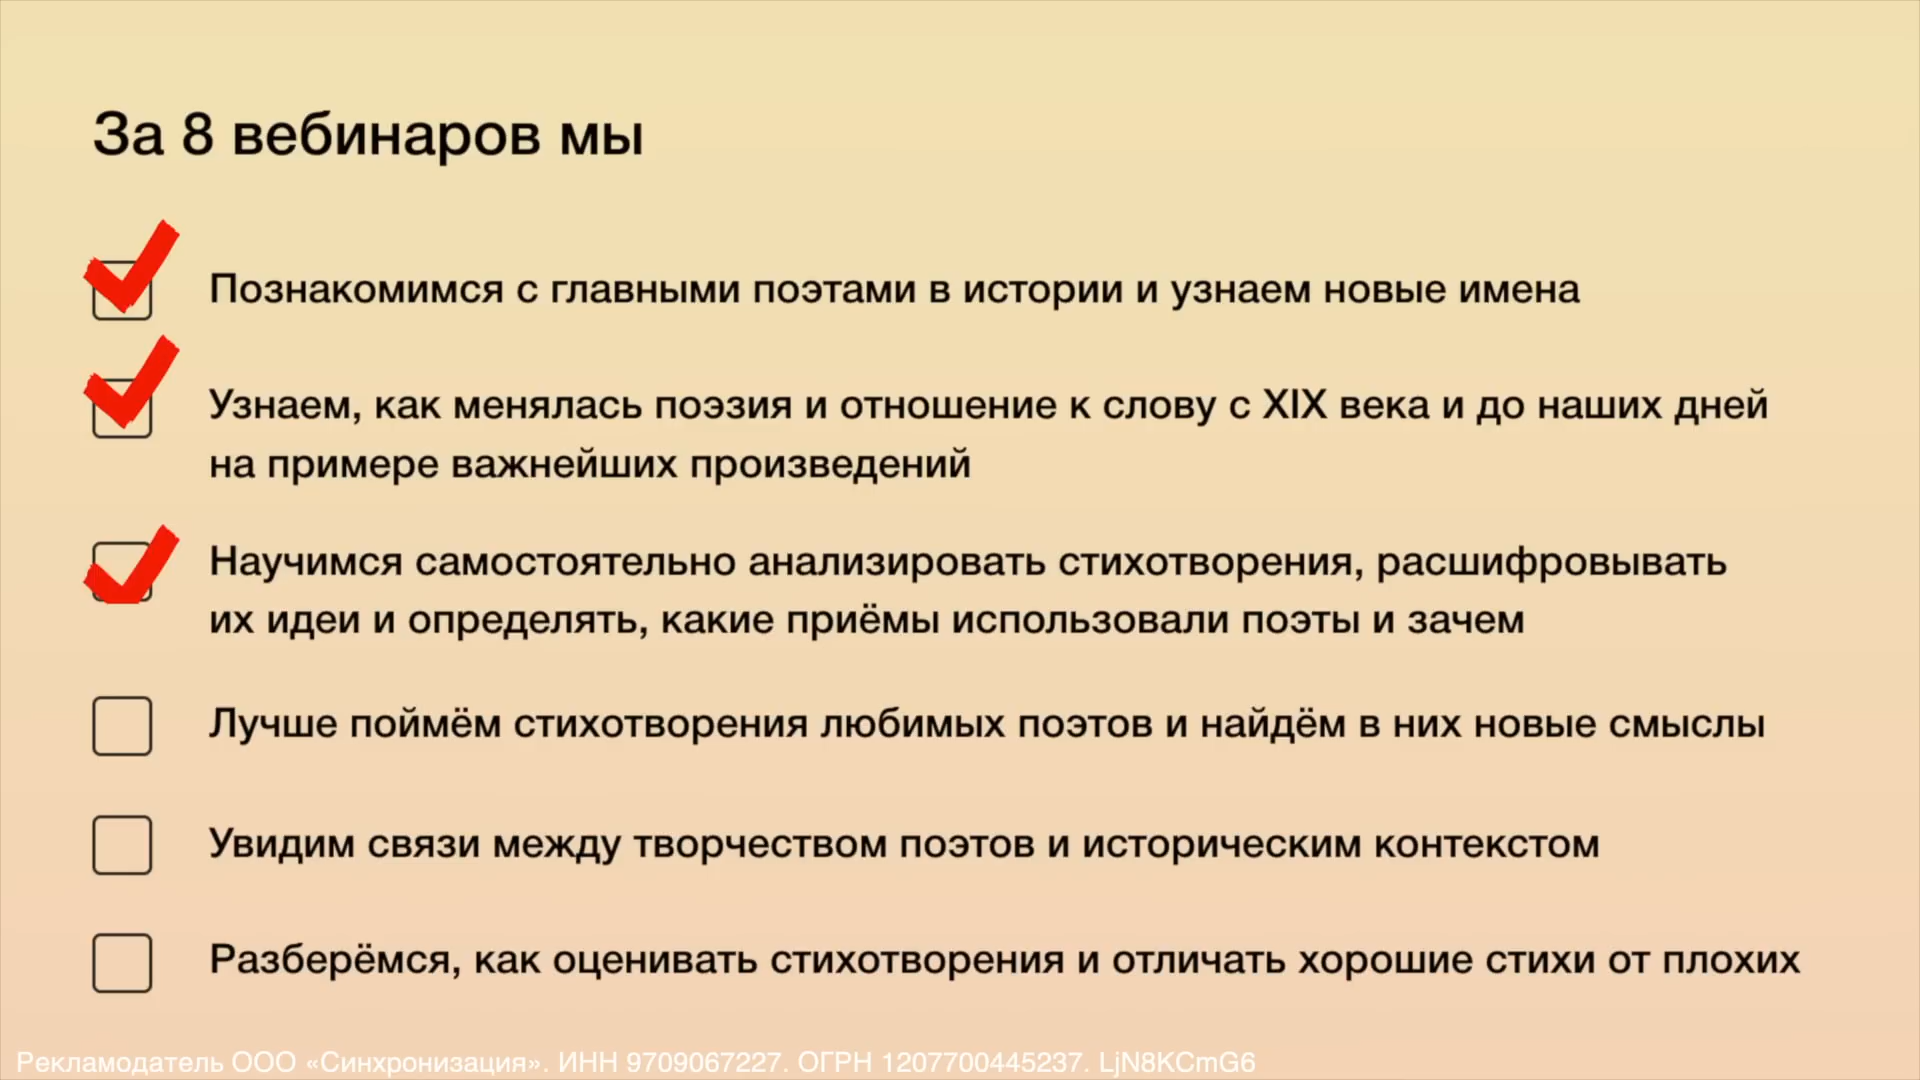 За 8 вебинаров мы
Познакомимся с главными поэтами в истории и узнаем новые имена
Узнаем, как менялась поэзия и отношение к слову с XIX века и до наших дней
на примере важнейших произведений
Научимся самостоятельно анализировать стихотворения, расшифровывать
их идеи и определять, какие приёмы использовали поэты и зачем
Лучше поймём стихотворения любимых поэтов и найдём в них новые смыслы
Увидим связи между творчеством поэтов и историческим контекстом
Разберёмся, как оценивать стихотворения и отличать хорошие стихи от плохих
Рекламодатель ООО «Синхронизация». ИНН 9709067227. ОГРН 1207700445237. LjN8KCmG6